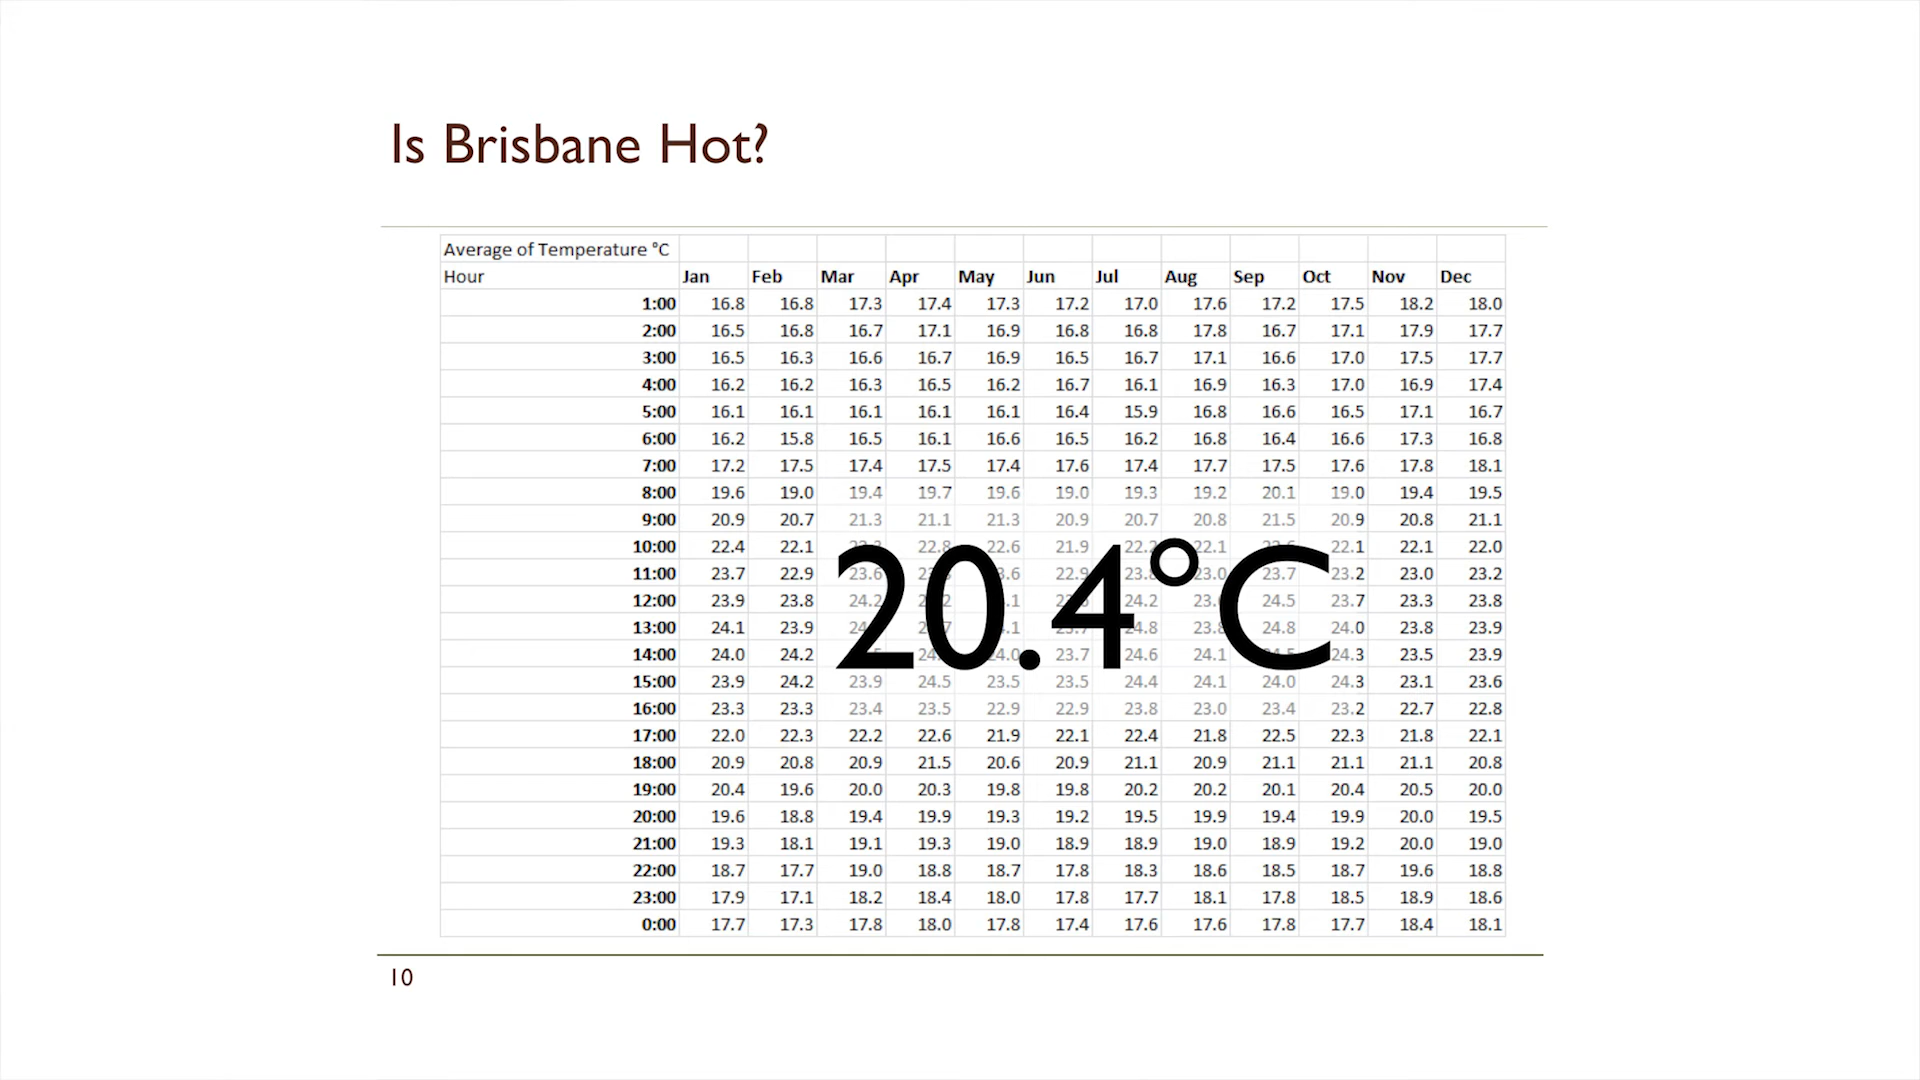 Is Brisbane Hot?
Average of Temperature °C
Hour Jan Feb Mar Apr May Jun Jul Aug Sep Oct Nov Dec
1:00 16.8 16.8 17.3 17.4 17.3 17.2 17.0 17.6 17.2 17.5 18.2 18.0
2:00 16.5 16.8 16.7 17.1 16.9 16.8 16.8 17.8 16.7 17.1 17.9 17.7
3:00 16.5 16.3 16.6 16.7 16.9 16.5 16.7 17.1 16.6 17.0 17.5 17.7
4:00 16.2 16.2 16.3 16.5 16.2 16.7 16.1 16.9 16.3 17.0 16.9 17.4
5:00 16.1 16.1 16.1 16.1 16.1 16.4 15.9 16.8 16.6 16.5 17.1 16.7
6:00 16.2 15.8 16.5 16.1 16.6 16.5 16.2 16.8 16.4 16.6 17.3 16.8
7:00 17.2 17.5 17.4 17.5 17.4 17.6 17.4 17.7 17.5 17.6 17.8 18.1
8:00 19.6 19.0 19.4 19.7 19.6 19.0 19.3 19.2 20.1 19.0 19.4 19.5
9:00 20.9 20.7 21.3 21.1 21.3 20.9 20.7 20.8 21.5 20.9 20.8 21.1
10:00 22.4 22.1 22.8 22.6 21.9 22.1 22.1 22.1 22.0
11:00 23.7 22.9 23.6 22.9 23.0 23.7 23.2 23.0 23.2
12:00 23.9 23.8 24.2 24.2 24.5 23.7 23.3 23.8
20.4°C
13:00 24.1 23.9 23.7 24.8 23.8 24.8 24.0 23.8 23.9
14:00 24.0 24.2 24.0 23.7 24.6 24.1 24.3 23.5 23.9
15:00 23.9 24.2 23.9 24.5 23.5 23.5 24.4 24.1 24.0 24.3 23.1 23.6
16:00 23.3 23.3 23.4 23.5 22.9 22.9 23.8 23.0 23.4 23.2 22.7 22.8
17:00 22.0 22.3 22.2 22.6 21.9 22.1 22.4 21.8 22.5 22.3 21.8 22.1
18:00 20.9 20.8 20.9 21.5 20.6 20.9 21.1 20.9 21.1 21.1 21.1 20.8
19:00 20.4 19.6 20.0 20.3 19.8 19.8 20.2 20.2 20.1 20.4 20.5 20.0
20:00 19.6 18.8 19.4 19.9 19.3 19.2 19.5 19.9 19.4 19.9 20.0 19.5
21:00 19.3 18.1 19.1 19.3 19.0 18.9 18.9 19.0 18.9 19.2 20.0 19.0
22:00 18.7 17.7 19.0 18.8 18.7 17.8 18.3 18.6 18.5 18.7 19.6 18.8
23:00 17.9 17.1 18.2 18.4 18.0 17.8 17.7 18.1 17.8 18.5 18.9 18.6
0:00 17.7 17.3 17.8 18.0 17.8 17.4 17.6 17.6 17.8 17.7 18.4 18.1
10